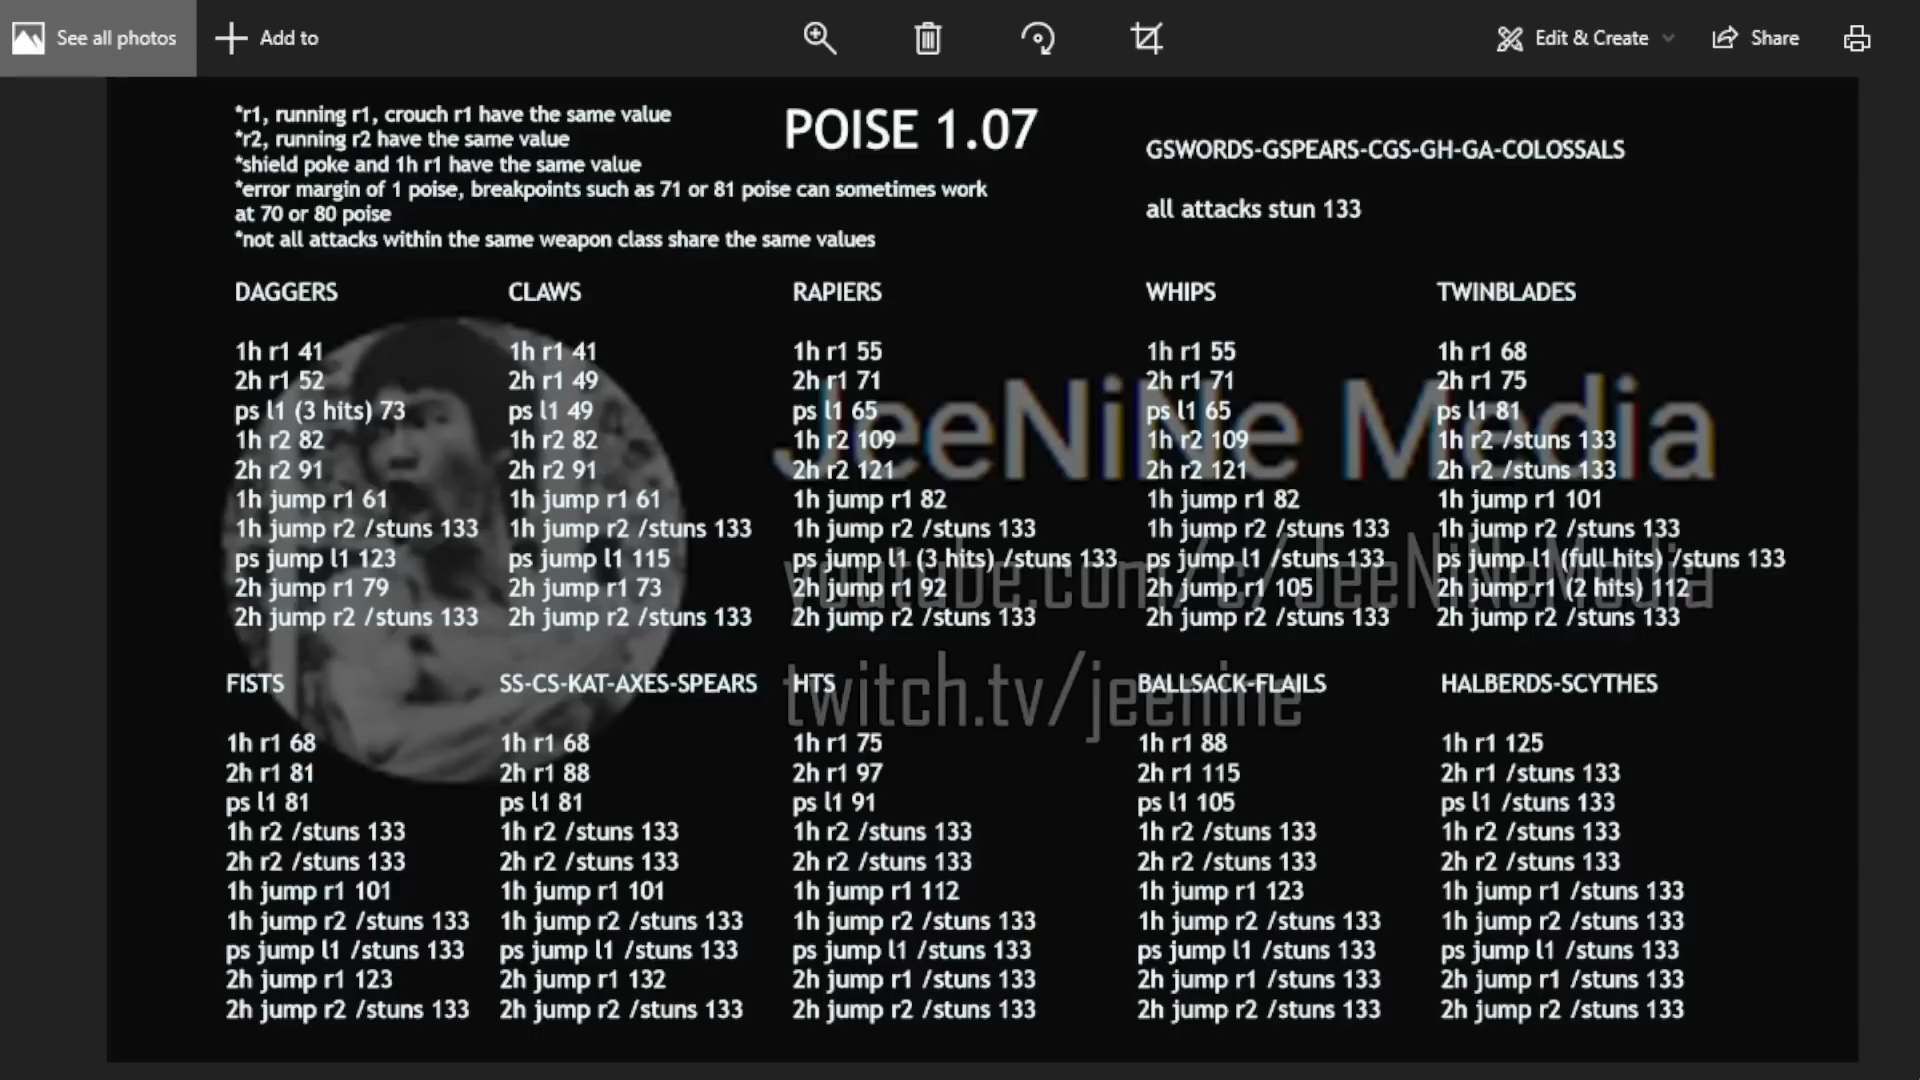 See all photos
Add to
Edit & Create
Share
*r1, running r1, crouch r1 have the same value
*r2, running r2 have the same value
*shield poke and 1h r1 have the same value
*error margin of 1 poise, breakpoints such as 71 or 81 poise can sometimes work
at 70 or 80 poise
*not all attacks within the same weapon class share the same values
POISE 1.07
GSWORDS-GSPEARS-CGS-GH-GA-COLOSSALS
all attacks stun 133
DAGGERS
1h r1 41
2h r1 52
ps l1 (3 hits) 73
1h r2 82
2h r2 91
1h jump r1 61
1h jump r2 /stuns 133
ps jump l1 123
2h jump r1 79
2h jump r2 /stuns 133
CLAWS
1h r1 41
2h r1 49
ps l1 49
1h r2 82
2h r2 91
1h jump r1 61
1h jump r2 /stuns 133
ps jump l1 115
2h jump r1 73
2h jump r2 /stuns 133
RAPIERS
1h r1 55
2h r1 71
ps l1 65
1h r2 109
2h r2 121
1h jump r1 82
1h jump r2 /stuns 133
ps jump l1 (3 hits) /stuns 133
2h jump r1 92
2h jump r2 /stuns 133
WHIPS
1h r1 55
2h r1 71
ps l1 65
1h r2 109
2h r2 121
1h jump r1 82
1h jump r2 /stuns 133
ps jump l1 /stuns 133
2h jump r1 105
2h jump r2 /stuns 133
TWINBLADES
1h r1 68
2h r1 75
ps l1 81
1h r2 /stuns 133
2h r2 /stuns 133
1h jump r1 101
1h jump r2 /stuns 133
ps jump l1 (full hits) /stuns 133
2h jump r1 (2 hits) 112
2h jump r2 /stuns 133
JeeNiNe Media
youtube.com/c/JeeNiNeMedia
twitch.tv/jeenine
FISTS
1h r1 68
2h r1 81
ps l1 81
1h r2 /stuns 133
2h r2 /stuns 133
1h jump r1 101
1h jump r2 /stuns 133
ps jump l1 /stuns 133
2h jump r1 123
2h jump r2 /stuns 133
SS-CS-KAT-AXES-SPEARS
1h r1 68
2h r1 88
ps l1 81
1h r2 /stuns 133
2h r2 /stuns 133
1h jump r1 101
1h jump r2 /stuns 133
ps jump l1 /stuns 133
2h jump r1 132
2h jump r2 /stuns 133
HTS
1h r1 75
2h r1 97
ps l1 91
1h r2 /stuns 133
2h r2 /stuns 133
1h jump r1 112
1h jump r2 /stuns 133
ps jump l1 /stuns 133
2h jump r1 /stuns 133
2h jump r2 /stuns 133
BALLSACK-FLAILS
1h r1 88
2h r1 115
ps l1 105
1h r2 /stuns 133
2h r2 /stuns 133
1h jump r1 123
1h jump r2 /stuns 133
ps jump l1 /stuns 133
2h jump r1 /stuns 133
2h jump r2 /stuns 133
HALBERDS-SCYTHES
1h r1 125
2h r1 /stuns 133
ps l1 /stuns 133
1h r2 /stuns 133
2h r2 /stuns 133
1h jump r1 /stuns 133
1h jump r2 /stuns 133
ps jump l1 /stuns 133
2h jump r1 /stuns 133
2h jump r2 /stuns 133